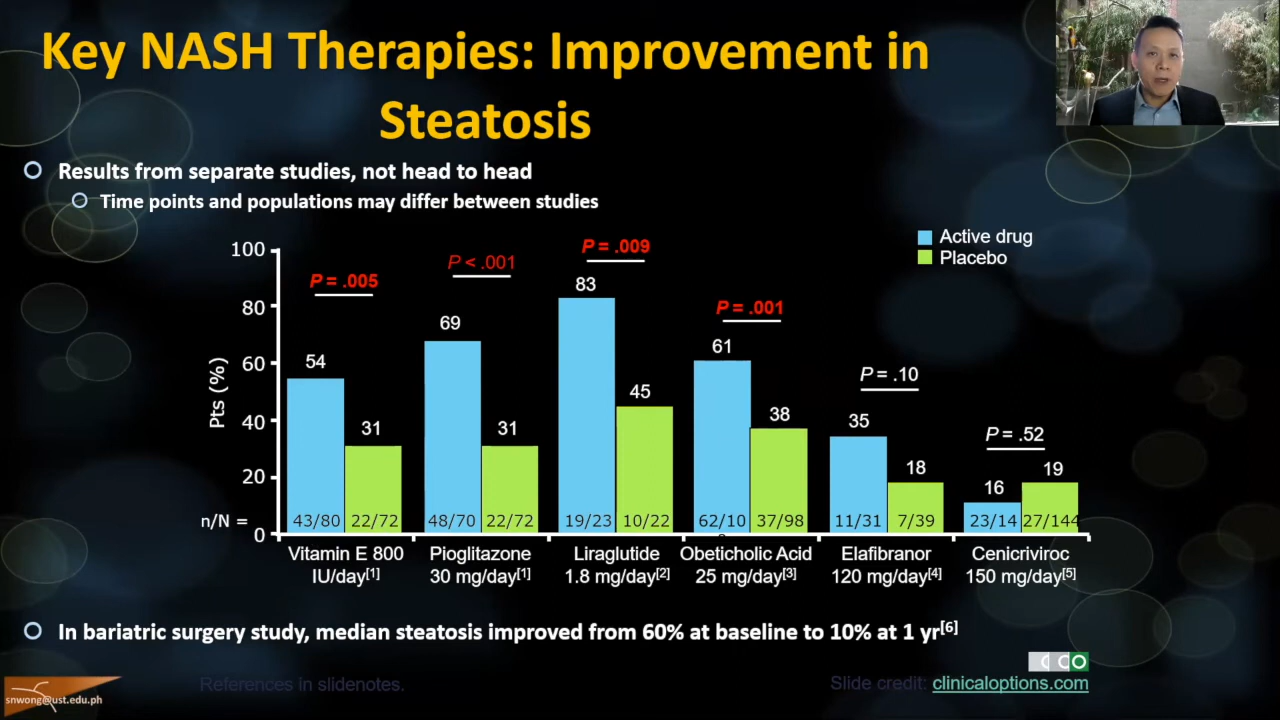 Key NASH Therapies: Improvement in
Steatosis
Results from separate studies, not head to head
Time points and populations may differ between studies
Active drug
Placebo
Pts (%)
100
80
60
40
20
0
P = .005
P < .001
P = .009
P = .001
P = .10
P = .52
54
31
69
31
83
45
61
38
35
18
16
19
n/N =
43/80
22/72
48/70
22/72
19/23
10/22
62/10
37/98
11/31
7/39
23/14
27/144
Vitamin E 800
IU/day[1]
Pioglitazone
30 mg/day[1]
Liraglutide
1.8 mg/day[2]
Obeticholic Acid
25 mg/day[3]
Elafibranor
120 mg/day[4]
Cenicriviroc
150 mg/day[5]
In bariatric surgery study, median steatosis improved from 60% at baseline to 10% at 1 yr[6]
CCO
References in slidenotes.
Slide credit: clinicaloptions.com
snwong@ust.edu.ph